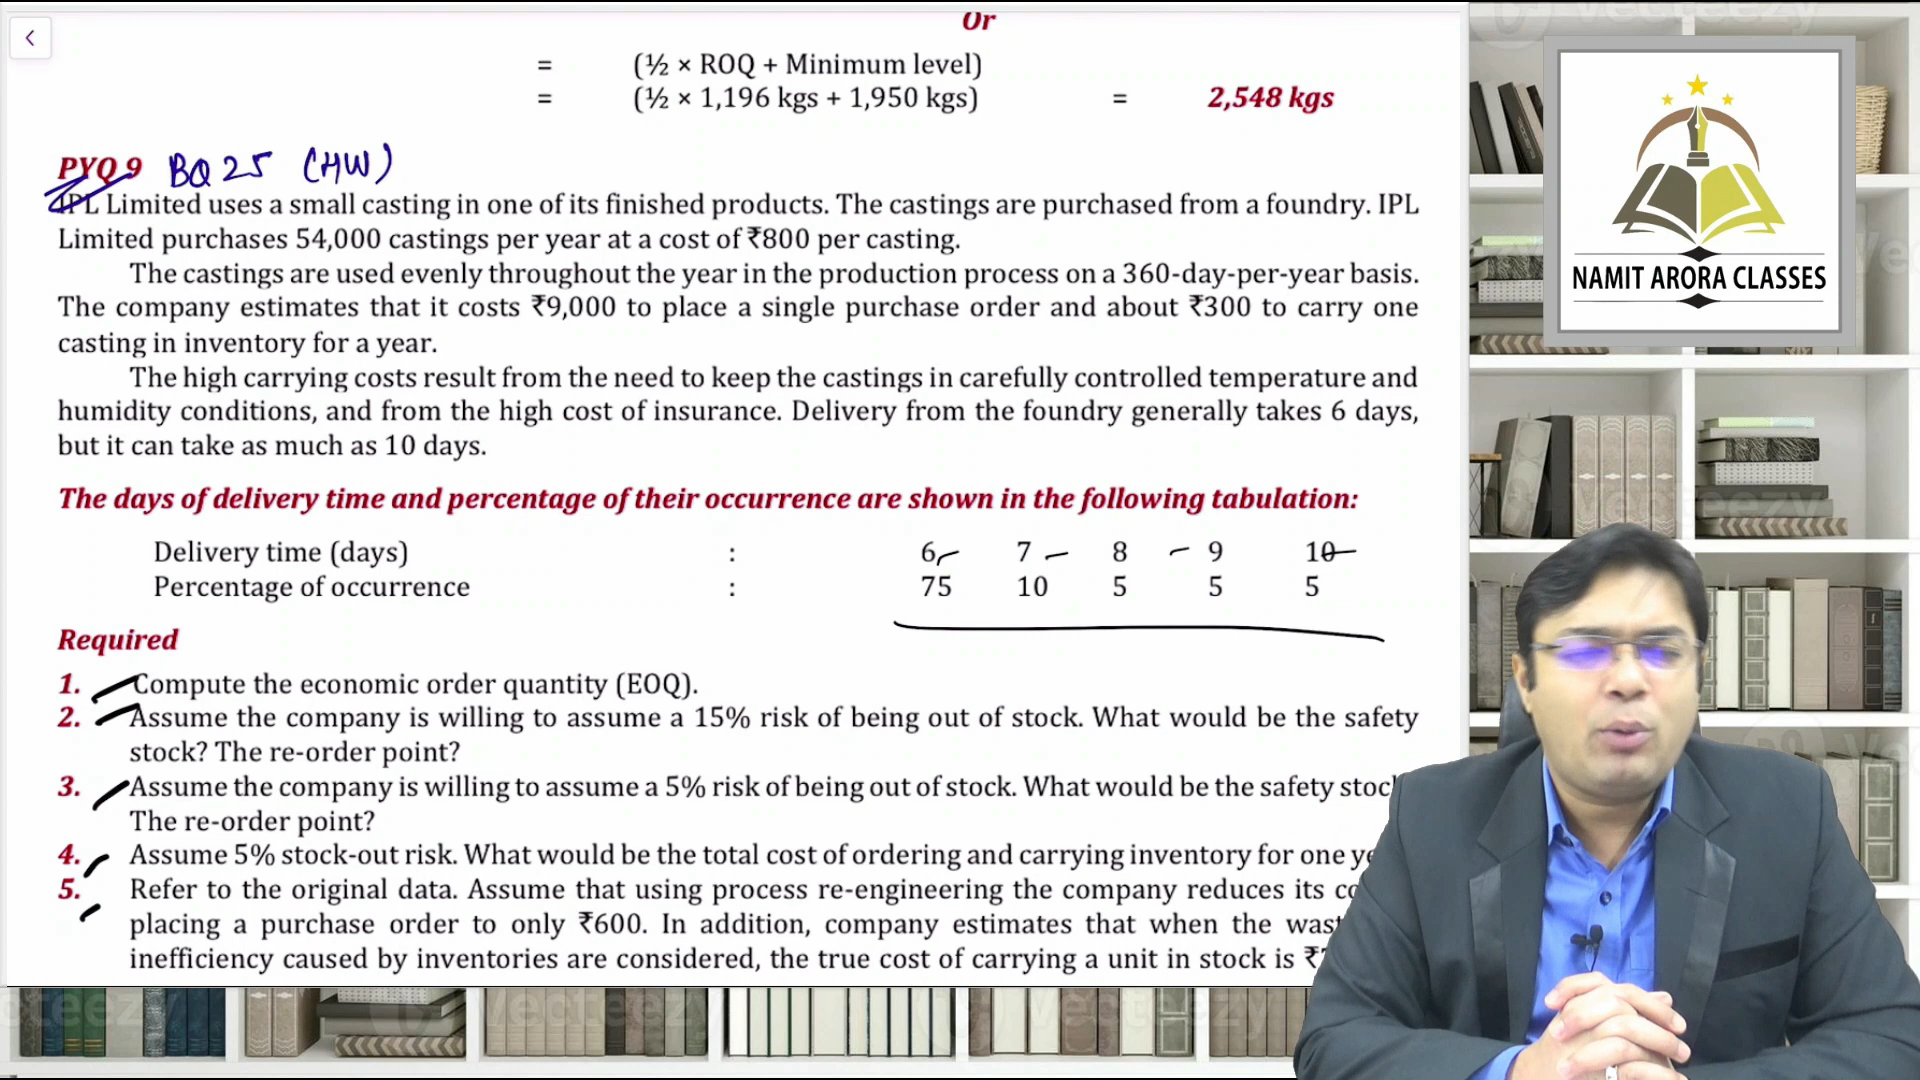 Or
= (½ × ROQ + Minimum level)
= (½ × 1,196 kgs + 1,950 kgs) = 2,548 kgs
PYQ 9 BQ 25 (HW)
IPL Limited uses a small casting in one of its finished products. The castings are purchased from a foundry. IPL
Limited purchases 54,000 castings per year at a cost of ₹800 per casting.
The castings are used evenly throughout the year in the production process on a 360-day-per-year basis.
The company estimates that it costs ₹9,000 to place a single purchase order and about ₹300 to carry one
casting in inventory for a year.
The high carrying costs result from the need to keep the castings in carefully controlled temperature and
humidity conditions, and from the high cost of insurance. Delivery from the foundry generally takes 6 days,
but it can take as much as 10 days.
The days of delivery time and percentage of their occurrence are shown in the following tabulation:
Delivery time (days) : 6 7 8 9 10
Percentage of occurrence : 75 10 5 5 5
Required
1. Compute the economic order quantity (EOQ).
2. Assume the company is willing to assume a 15% risk of being out of stock. What would be the safety
stock? The re-order point?
3. Assume the company is willing to assume a 5% risk of being out of stock. What would be the safety stoc
The re-order point?
4. Assume 5% stock-out risk. What would be the total cost of ordering and carrying inventory for one ye
5. Refer to the original data. Assume that using process re-engineering the company reduces its co
placing a purchase order to only ₹600. In addition, company estimates that when the was
inefficiency caused by inventories are considered, the true cost of carrying a unit in stock is ₹
NAMIT ARORA CLASSES
Vecteezy